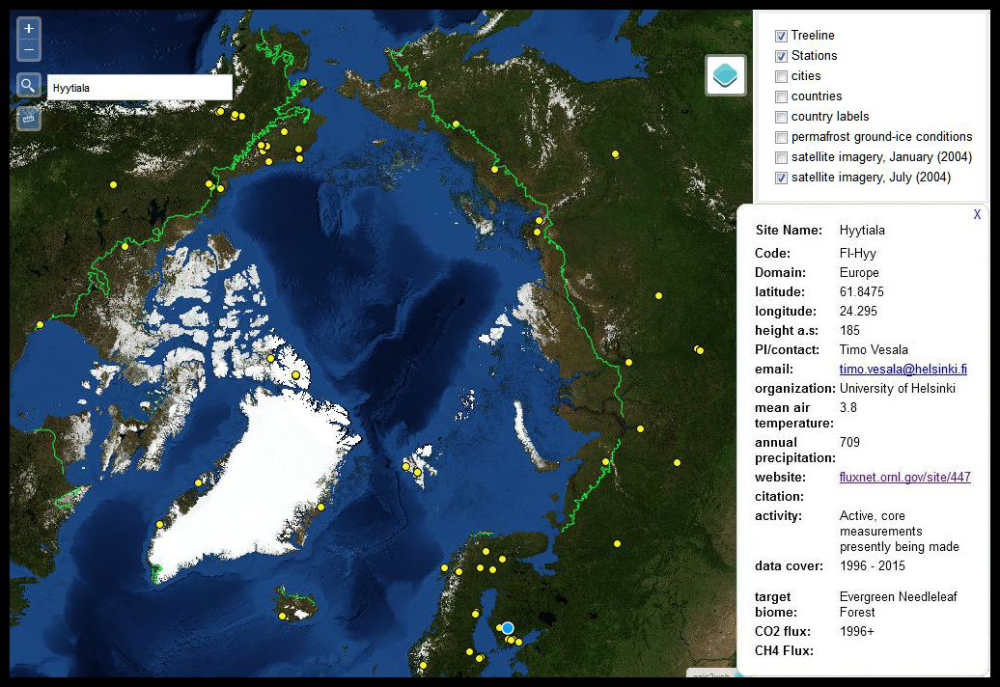 +
−
Hyytiala
Treeline
Stations
cities
countries
country labels
permafrost ground-ice conditions
satellite imagery, January (2004)
satellite imagery, July (2004)
X
Site Name: Hyytiala
Code: FI-Hyy
Domain: Europe
latitude: 61.8475
longitude: 24.295
height a.s: 185
PI/contact: Timo Vesala
email: timo.vesala@helsinki.fi
organization: University of Helsinki
mean air 3.8
temperature:
annual 709
precipitation:
website: fluxnet.ornl.gov/site/447
citation:
activity: Active, core
measurements
presently being made
data cover: 1996 - 2015
target Evergreen Needleleaf
biome: Forest
CO2 flux: 1996+
CH4 Flux: